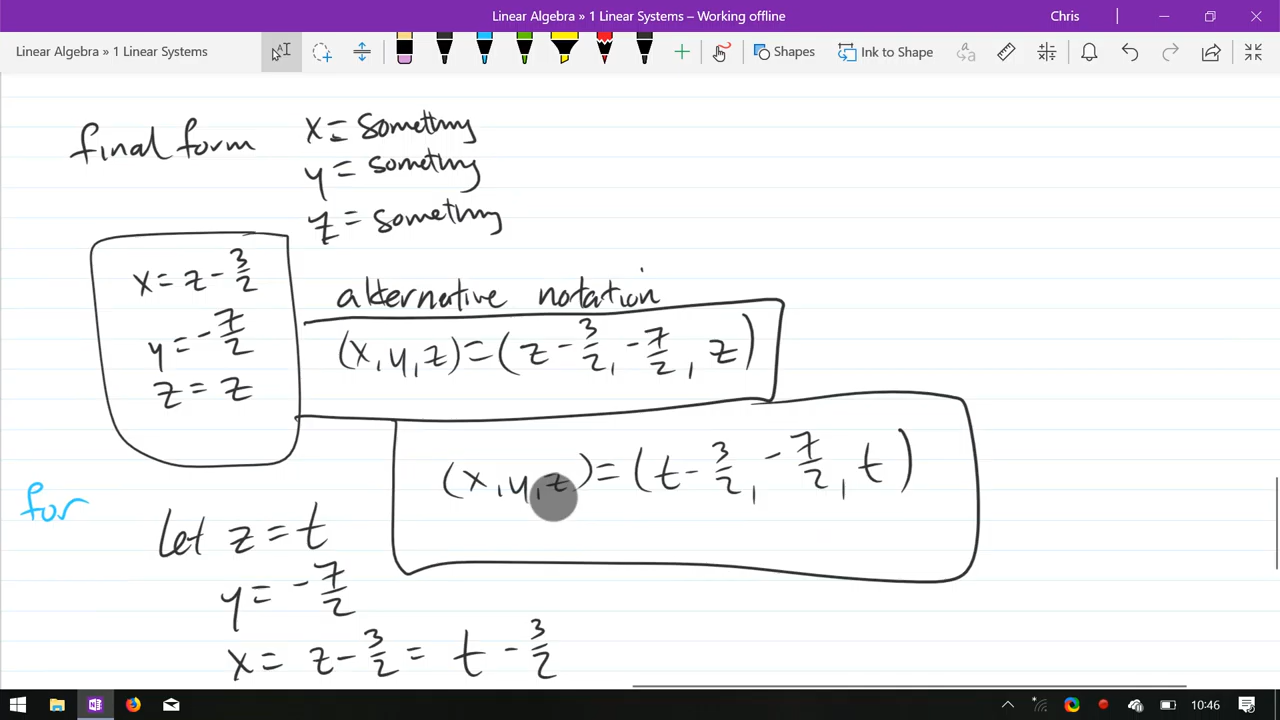 Linear Algebra » 1 Linear Systems – Working offline
Chris
Linear Algebra » 1 Linear Systems
Shapes
Ink to Shape
final form
x = something
y = something
z = something
x = z - 3/2
y = -7/2
z = z
alternative notation
(x, y, z) = (z - 3/2, -7/2, z)
(x, y, z) = (t - 3/2, -7/2, t)
for
Let z = t
y = -7/2
x = z - 3/2 = t - 3/2
10:46